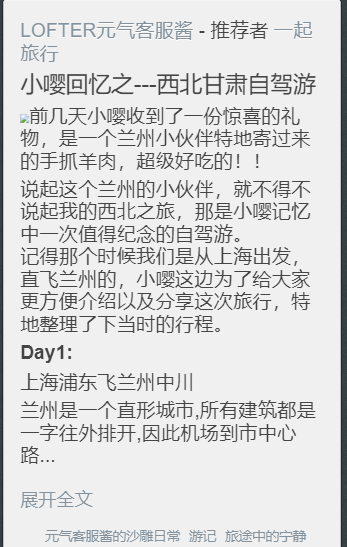 LOFTER元气客服酱 - 推荐者 一起
旅行
小嘤回忆之---西北甘肃自驾游
前几天小嘤收到了一份惊喜的礼
物，是一个兰州小伙伴特地寄过来
的手抓羊肉，超级好吃的！！
说起这个兰州的小伙伴，就不得不
说起我的西北之旅，那是小嘤记忆
中一次值得纪念的自驾游。
记得那个时候我们是从上海出发，
直飞兰州的，小嘤这边为了给大家
更方便介绍以及分享这次旅行，特
地整理了下当时的行程。
Day1:
上海浦东飞兰州中川
兰州是一个直形城市,所有建筑都是
一字往外排开,因此机场到市中心
路...
展开全文
元气客服酱的沙雕日常 游记 旅途中的宁静